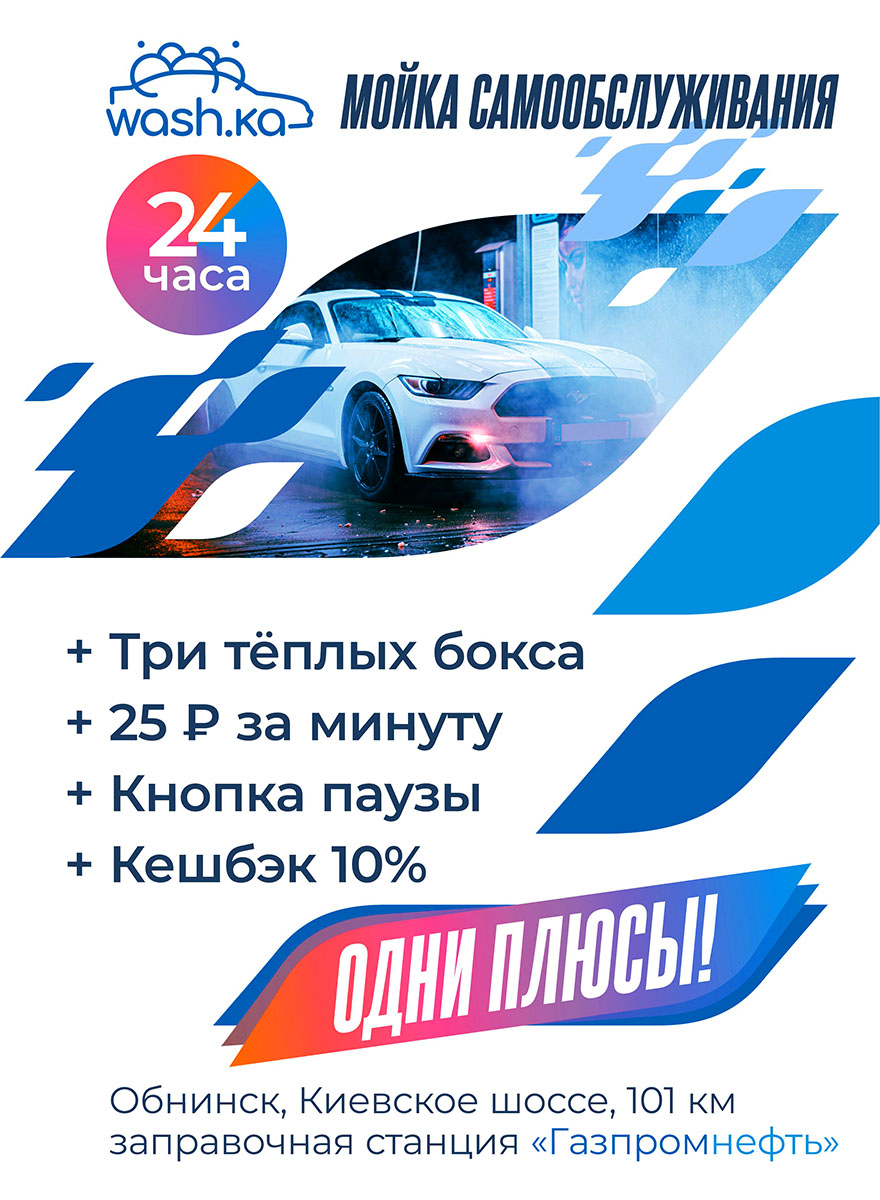 wash.ka
МОЙКА САМООБСЛУЖИВАНИЯ
24
часа
+ Три тёплых бокса
+ 25 ₽ за минуту
+ Кнопка паузы
+ Кешбэк 10%
ОДНИ ПЛЮСЫ!
Обнинск, Киевское шоссе, 101 км
заправочная станция «Газпромнефть»